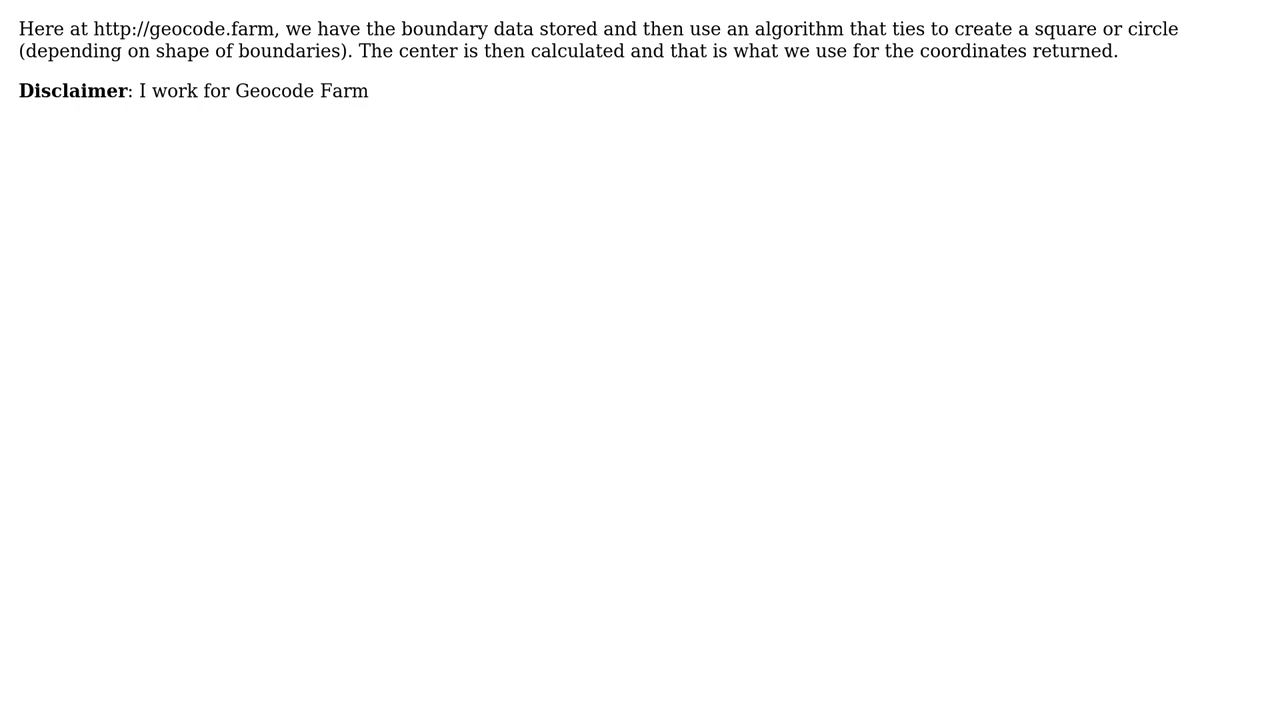 Here at http://geocode.farm, we have the boundary data stored and then use an algorithm that ties to create a square or circle
(depending on shape of boundaries). The center is then calculated and that is what we use for the coordinates returned.
Disclaimer: I work for Geocode Farm